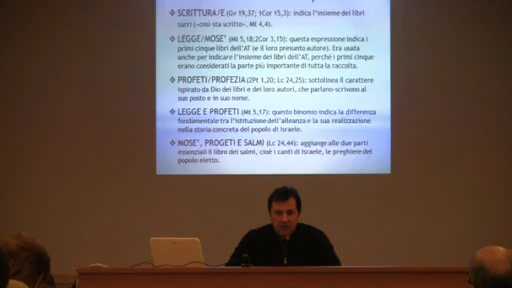 SCRITTURA/E (Gv 19,37; 1Cor 15,3): indica l'insieme dei libri
sacri («così sta scritto», Mt 4,4).
LEGGE/MOSE' (Mt 5,18;2Cor 3,15): questa espressione indica i
primi cinque libri dell'AT (e il loro presunto autore). Era usata
anche per indicare l'insieme dei libri dell'AT, perché i primi cinque
erano considerati la parte più importante di tutta la raccolta.
PROFETI/PROFEZIA (2Pt 1,20; Lc 24,25): sottolinea il carattere
ispirato da Dio dei libri e dei loro autori, che parlano-scrivono al
suo posto e in suo nome.
LEGGE E PROFETI (Mt 5,17): questo binomio indica la differenza
fondamentale tra l'istituzione dell'alleanza e la sua realizzazione
nella storia concreta del popolo di Israele.
MOSE', PROGETI E SALMI (Lc 24,44): aggiunge alle due parti
essenziali il libro dei salmi, cioè i canti di Israele, le preghiere del
popolo eletto.